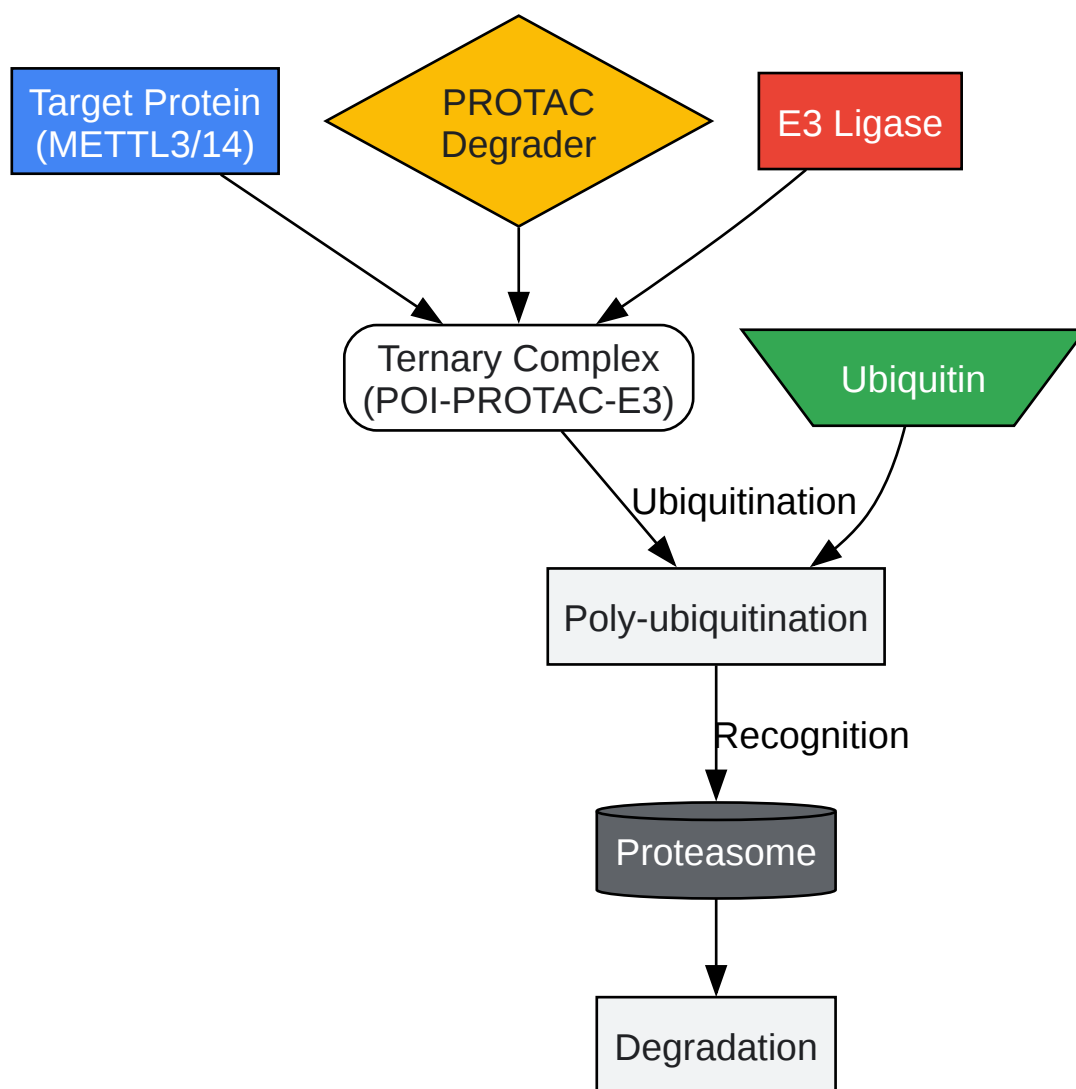 Target Protein
(METTL3/14)
PROTAC
Degrader
E3 Ligase
Ternary Complex
(POI-PROTAC-E3)
Ubiquitin
Ubiquitination
Poly-ubiquitination
Recognition
Proteasome
Degradation